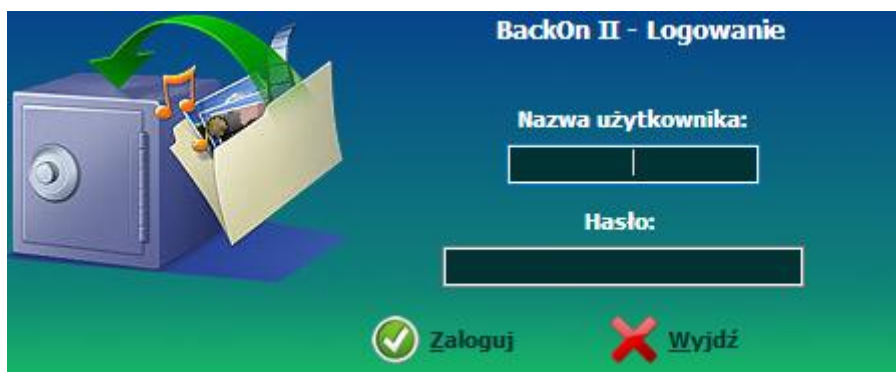 BackOn II - Logowanie
Nazwa użytkownika:
Hasło:
Zaloguj
Wyjdź